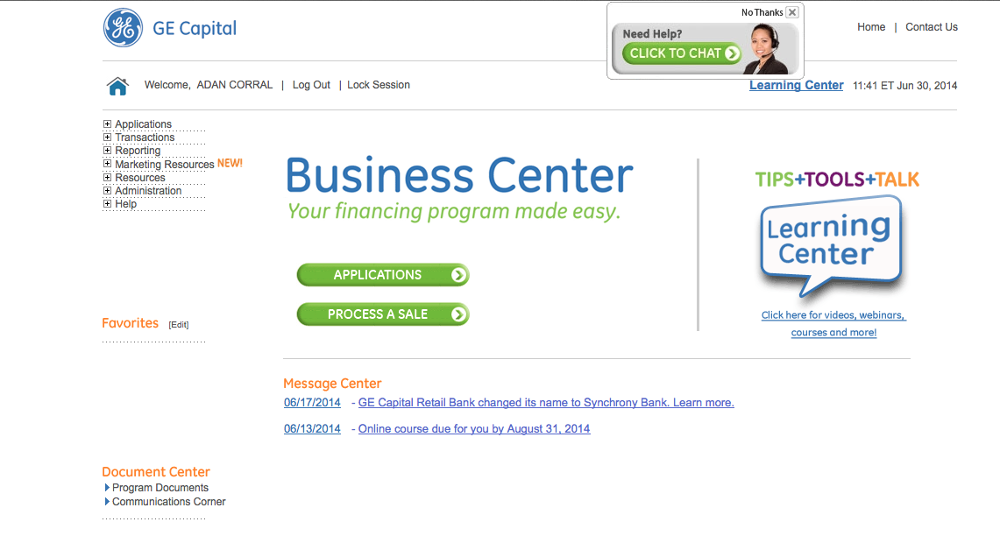 GE Capital
No Thanks
Need Help?
CLICK TO CHAT
Home | Contact Us
Welcome, ADAN CORRAL | Log Out | Lock Session
Learning Center 11:41 ET Jun 30, 2014
Applications
Transactions
Reporting
Marketing Resources NEW!
Resources
Administration
Help
Business Center
Your financing program made easy.
APPLICATIONS
PROCESS A SALE
TIPS+TOOLS+TALK
Learning
Center
Click here for videos, webinars,
courses and more!
Favorites [Edit]
Message Center
06/17/2014 - GE Capital Retail Bank changed its name to Synchrony Bank. Learn more.
06/13/2014 - Online course due for you by August 31, 2014
Document Center
Program Documents
Communications Corner